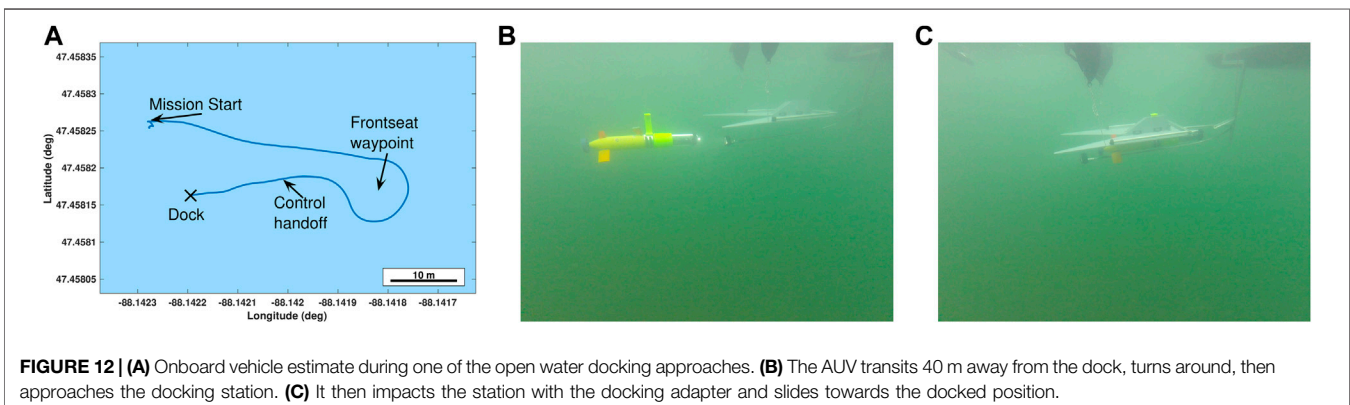 A
B
C
47.45835
47.4583
47.45825
47.4582
47.45815
47.4581
47.45805
Latitude (deg)
Mission Start
Frontseat
waypoint
Control
handoff
Dock
10 m
-88.1423 -88.1422 -88.1421 -88.142 -88.1419 -88.1418 -88.1417
Longitude (deg)
FIGURE 12 | (A) Onboard vehicle estimate during one of the open water docking approaches. (B) The AUV transits 40 m away from the dock, turns around, then
approaches the docking station. (C) It then impacts the station with the docking adapter and slides towards the docked position.